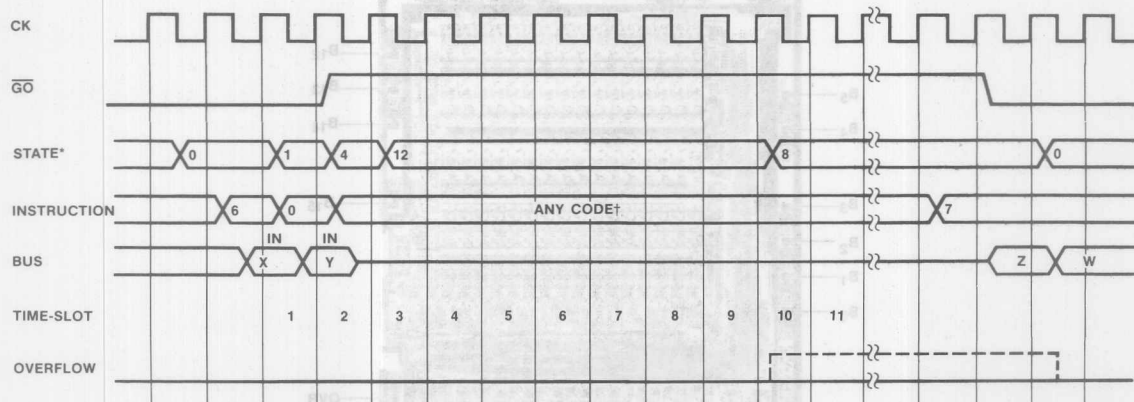 CK
GO
STATE* 0 1 4 12 8 0
INSTRUCTION 6 0 ANY CODE† 7
IN IN
BUS X Y Z W
TIME-SLOT 1 2 3 4 5 6 7 8 9 10 11
OVERFLOW